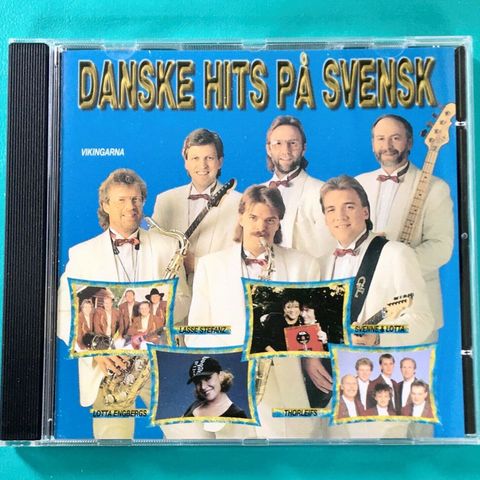 DANSKE HITS PÅ SVENSK
VIKINGARNA
LASSE STEFANZ
SVENNE & LOTTA
LOTTA ENGBERGS
THORLEIFS